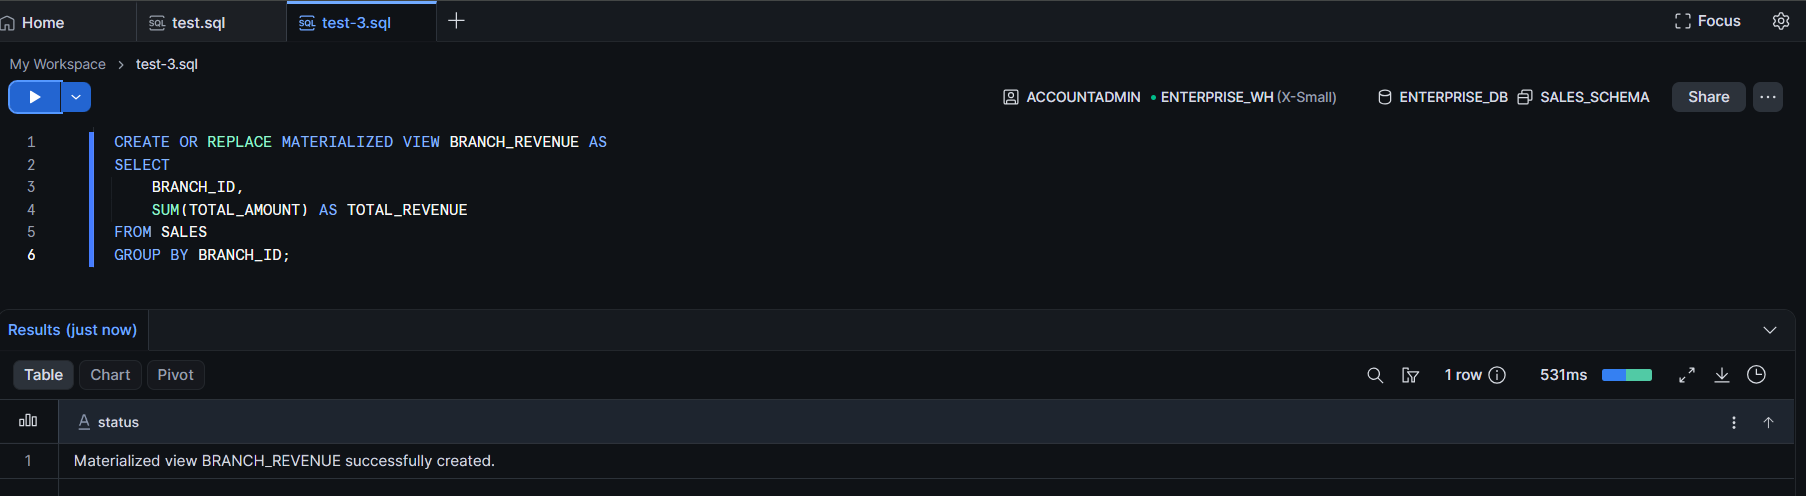 Home
SQL test.sql
SQL test-3.sql
Focus
My Workspace > test-3.sql
ACCOUNTADMIN ENTERPRISE_WH (X-Small) ENTERPRISE_DB SALES_SCHEMA Share ...
1 CREATE OR REPLACE MATERIALIZED VIEW BRANCH_REVENUE AS
2 SELECT
3 BRANCH_ID,
4 SUM(TOTAL_AMOUNT) AS TOTAL_REVENUE
5 FROM SALES
6 GROUP BY BRANCH_ID;
Results (just now)
Table Chart Pivot
1 row 531ms
A status
1 Materialized view BRANCH_REVENUE successfully created.